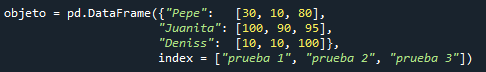 objeto = pd.DataFrame({"Pepe":   [30, 10, 80],
                       "Juanita": [100, 90, 95],
                       "Deniss":  [10, 10, 100]},
                       index = ["prueba 1", "prueba 2", "prueba 3"])